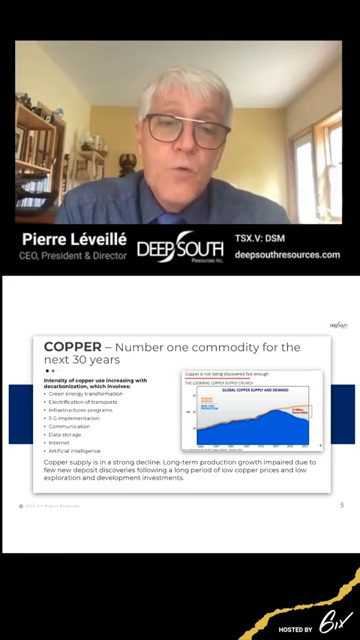 Pierre Léveillé
CEO, President & Director
DEEP SOUTH
Resources Inc.
TSX.V: DSM
deepsouthresources.com
COPPER – Number one commodity for the
next 30 years
Intensity of copper use increasing with
decarbonization, which involves:
• Green energy transformation
• Electrification of transports
• Infrastructures programs
• 5 G implementation
• Communication
• Data storage
• Internet
• Artificial intelligence
Copper is not being discovered fast enough
THE LOOMING COPPER SUPPLY CRUNCH
GLOBAL COPPER SUPPLY AND DEMAND
Copper supply is in a strong decline. Long-term production growth impaired due to
few new deposit discoveries following a long period of low copper prices and low
exploration and development investments.
5
HOSTED BY 6ix